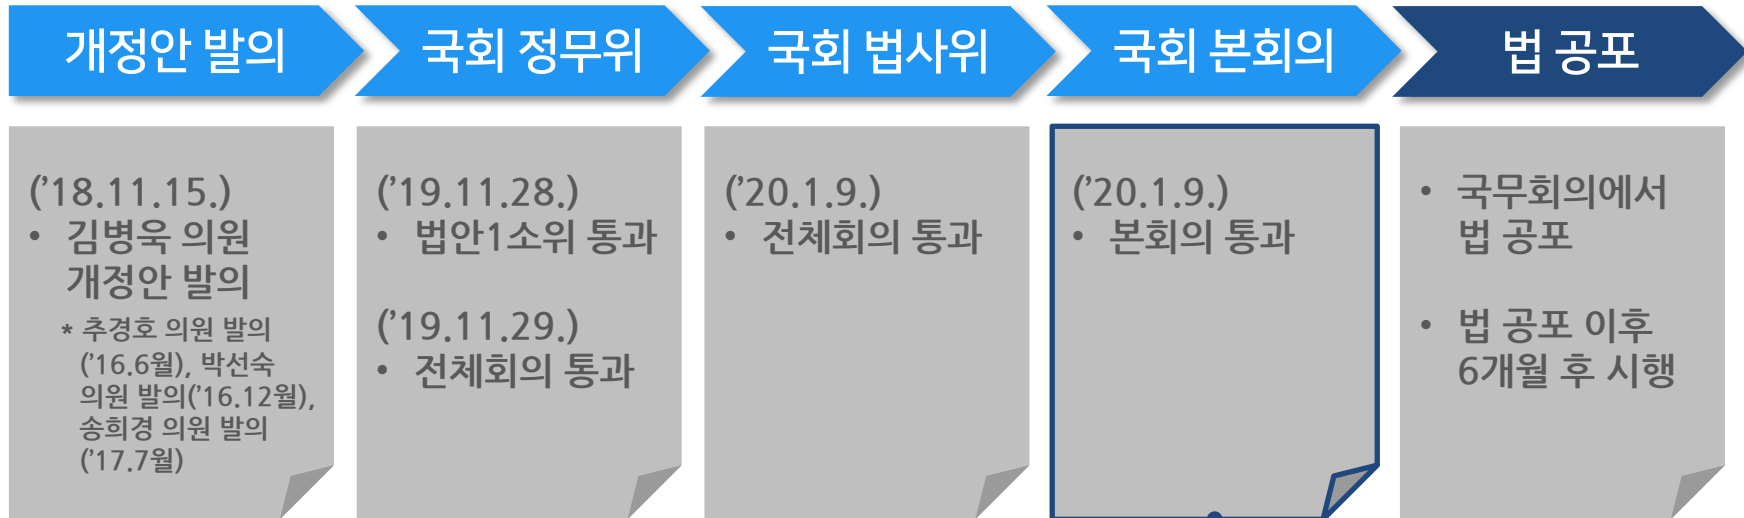 개정안 발의
국회 정무위
국회 법사위
국회 본회의
법 공포
('18.11.15.)
• 김병욱 의원
개정안 발의
* 추경호 의원 발의
('16.6월), 박선숙
의원 발의('16.12월),
송희경 의원 발의
('17.7월)
('19.11.28.)
• 법안1소위 통과
('19.11.29.)
• 전체회의 통과
('20.1.9.)
• 전체회의 통과
('20.1.9.)
• 본회의 통과
• 국무회의에서
법 공포
• 법 공포 이후
6개월 후 시행